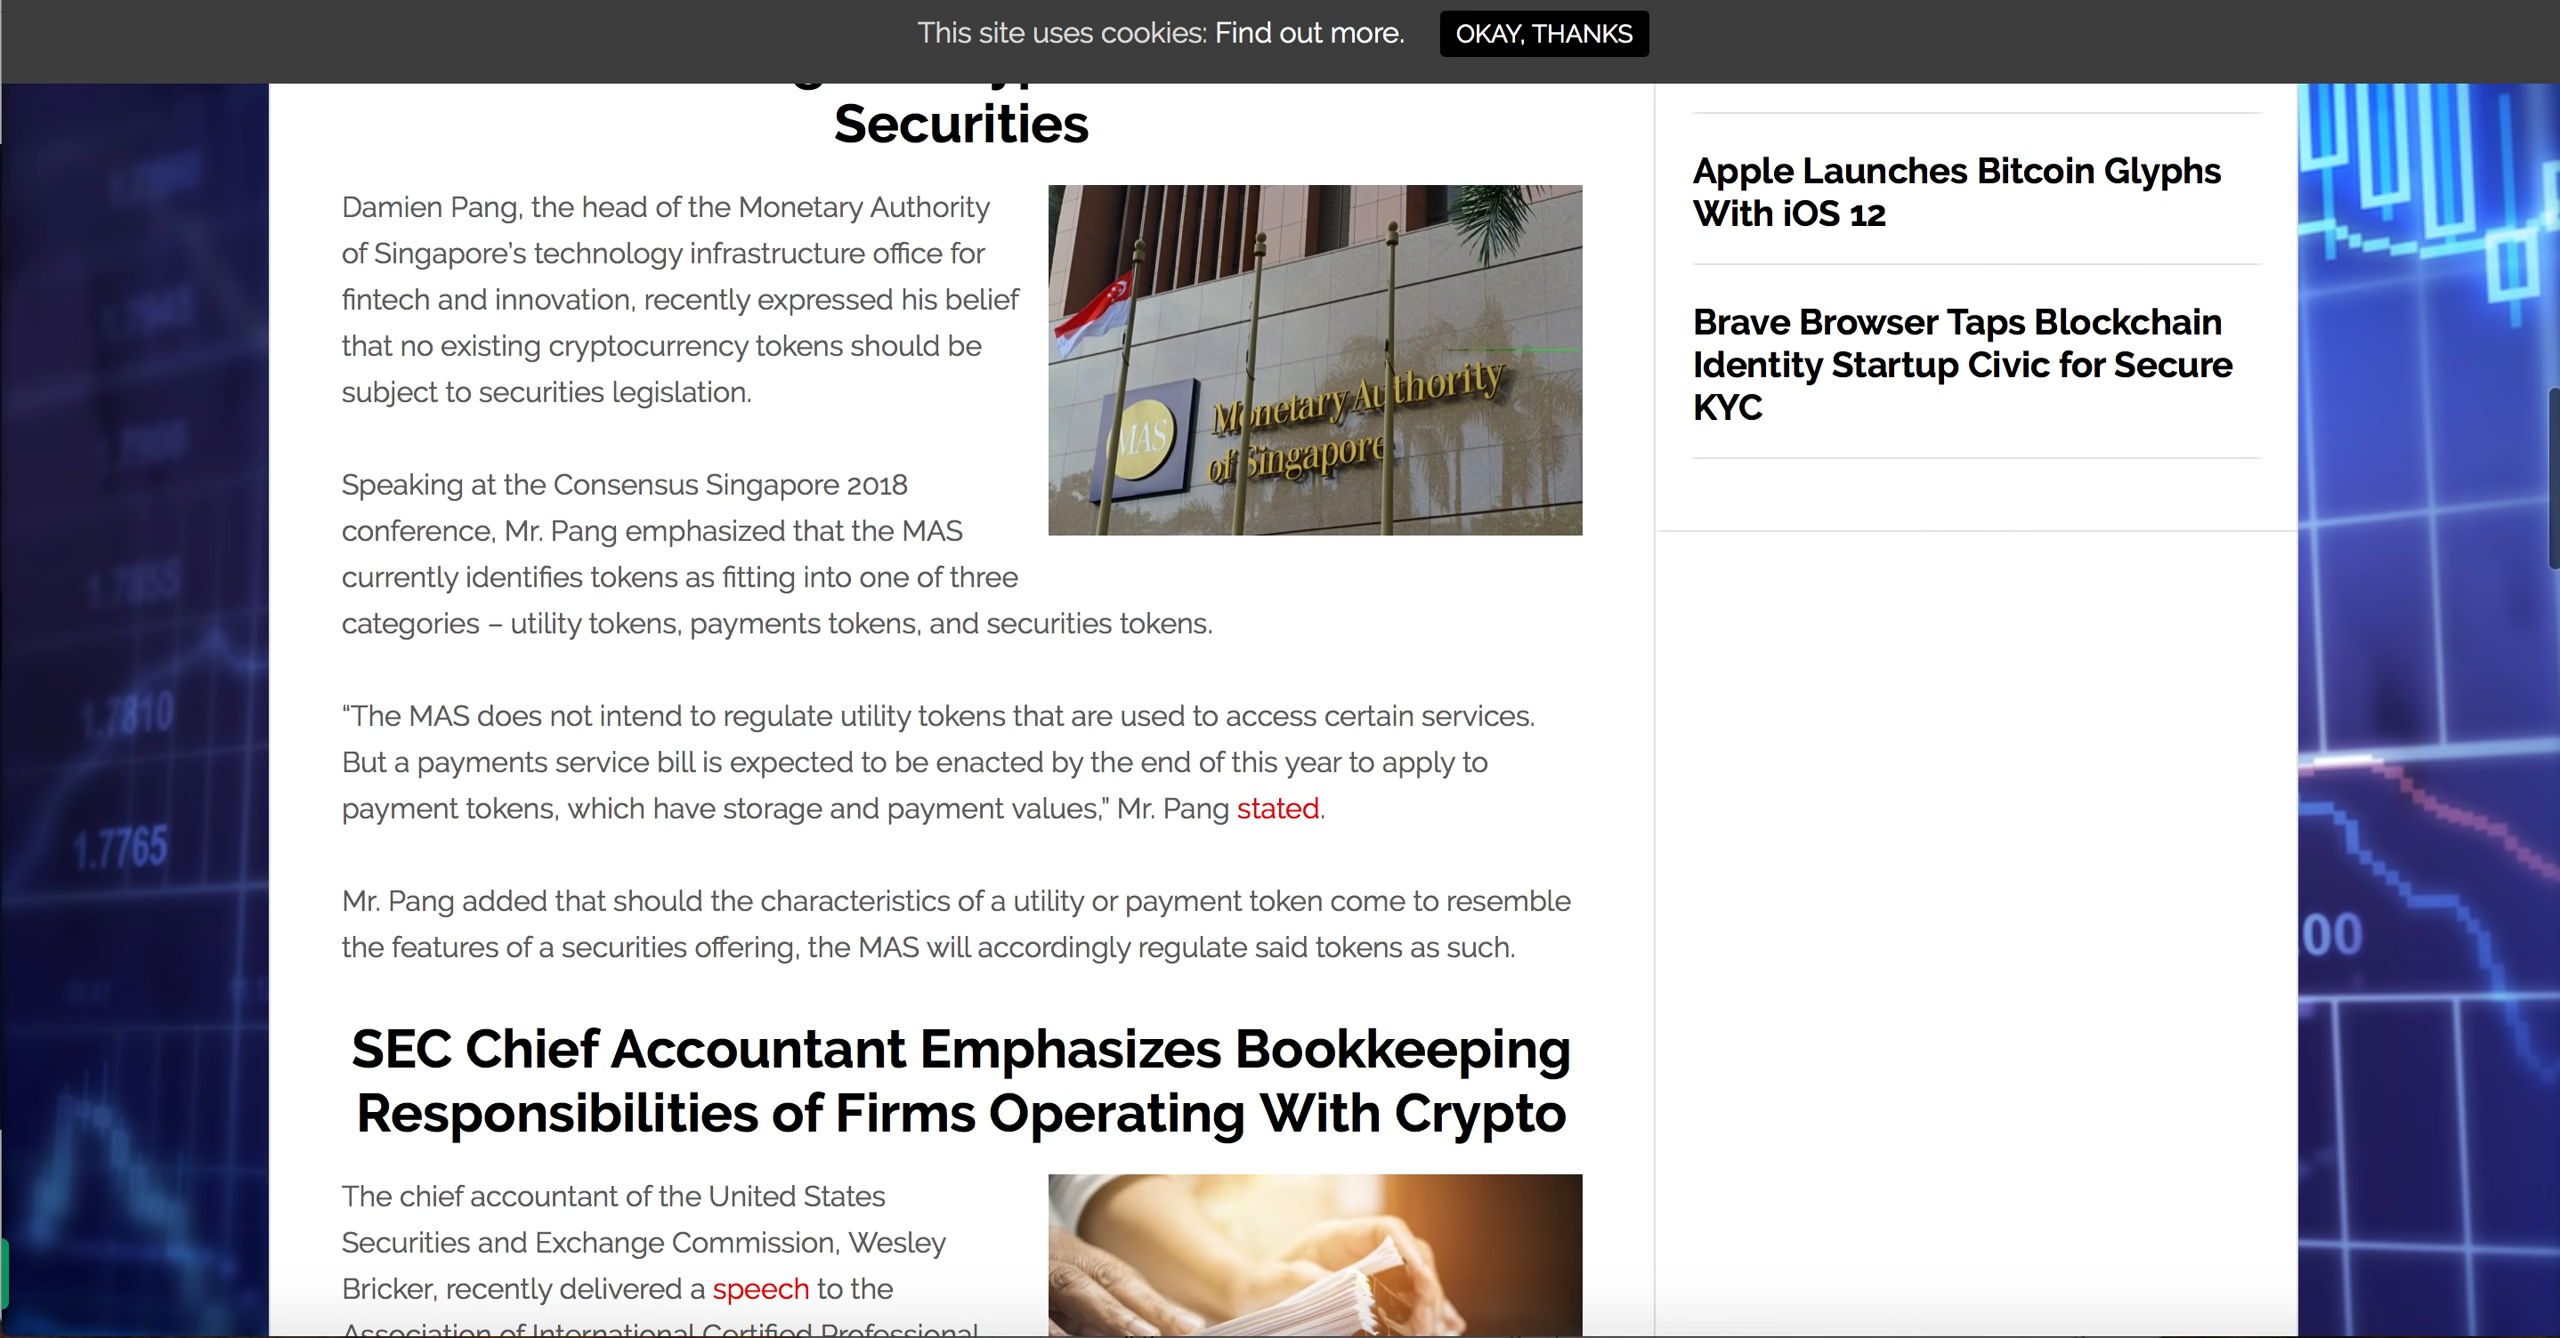 This site uses cookies: Find out more.
OKAY, THANKS
Securities
Damien Pang, the head of the Monetary Authority
of Singapore’s technology infrastructure office for
fintech and innovation, recently expressed his belief
that no existing cryptocurrency tokens should be
subject to securities legislation.
MAS
Monetary Authority
of Singapore
Speaking at the Consensus Singapore 2018
conference, Mr. Pang emphasized that the MAS
currently identifies tokens as fitting into one of three
categories – utility tokens, payments tokens, and securities tokens.
“The MAS does not intend to regulate utility tokens that are used to access certain services.
But a payments service bill is expected to be enacted by the end of this year to apply to
payment tokens, which have storage and payment values,” Mr. Pang stated.
Mr. Pang added that should the characteristics of a utility or payment token come to resemble
the features of a securities offering, the MAS will accordingly regulate said tokens as such.
SEC Chief Accountant Emphasizes Bookkeeping
Responsibilities of Firms Operating With Crypto
The chief accountant of the United States
Securities and Exchange Commission, Wesley
Bricker, recently delivered a speech to the
Association of International Certified Professional
Apple Launches Bitcoin Glyphs
With iOS 12
Brave Browser Taps Blockchain
Identity Startup Civic for Secure
KYC
1.7855
1.7810
1.7765
.00